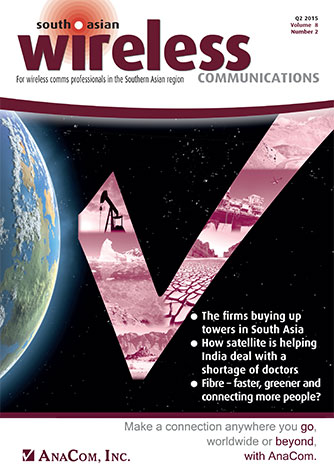 south asian
wireless
COMMUNICATIONS
For wireless comms professionals in the Southern Asian region
Q2 2015
Volume 8
Number 2
• The firms buying up
towers in South Asia
• How satellite is helping
India deal with a
shortage of doctors
• Fibre – faster, greener and
connecting more people?
Make a connection anywhere you go,
worldwide or beyond,
with AnaCom.
ANACOM, INC.